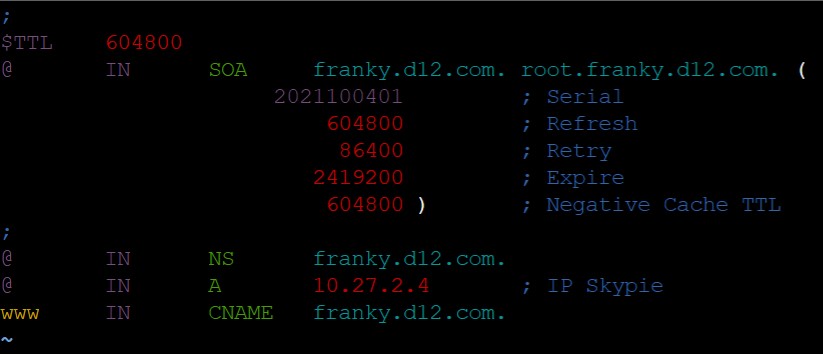 ;
$TTL    604800
@       IN      SOA     franky.d12.com. root.franky.d12.com. (
                     2021100401         ; Serial
                         604800         ; Refresh
                          86400         ; Retry
                        2419200         ; Expire
                         604800 )       ; Negative Cache TTL
;
@       IN      NS      franky.d12.com.
@       IN      A       10.27.2.4       ; IP Skypie
www     IN      CNAME   franky.d12.com.
~